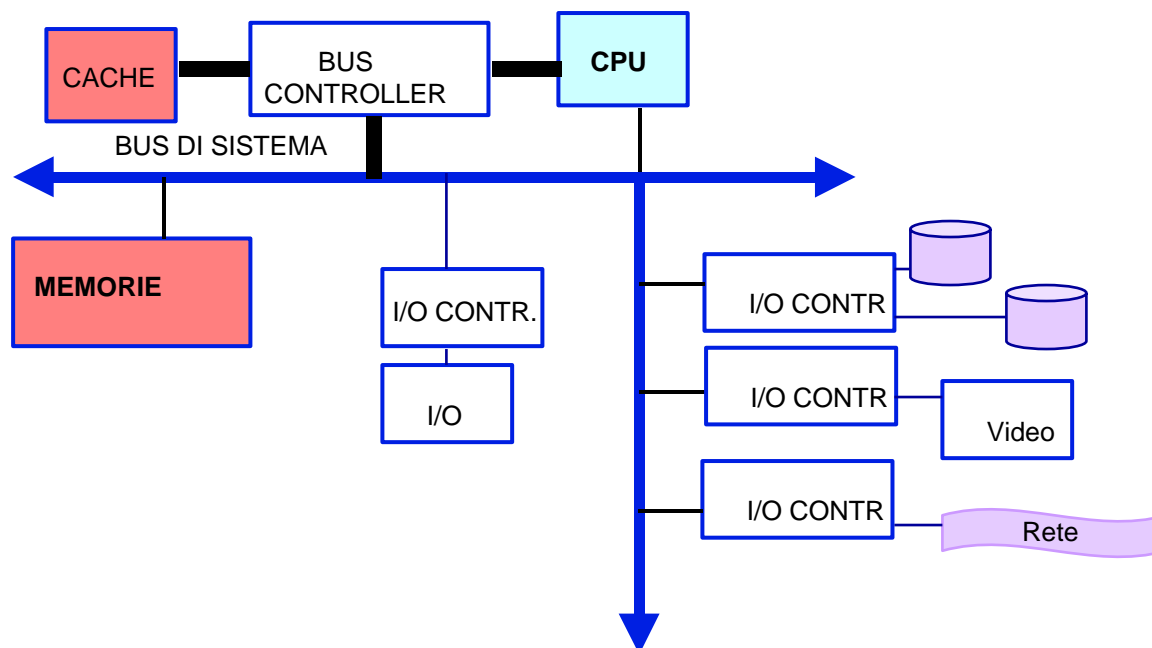 CACHE
BUS
CONTROLLER
CPU
BUS DI SISTEMA
MEMORIE
I/O CONTR.
I/O
I/O CONTR
I/O CONTR
Video
I/O CONTR
Rete